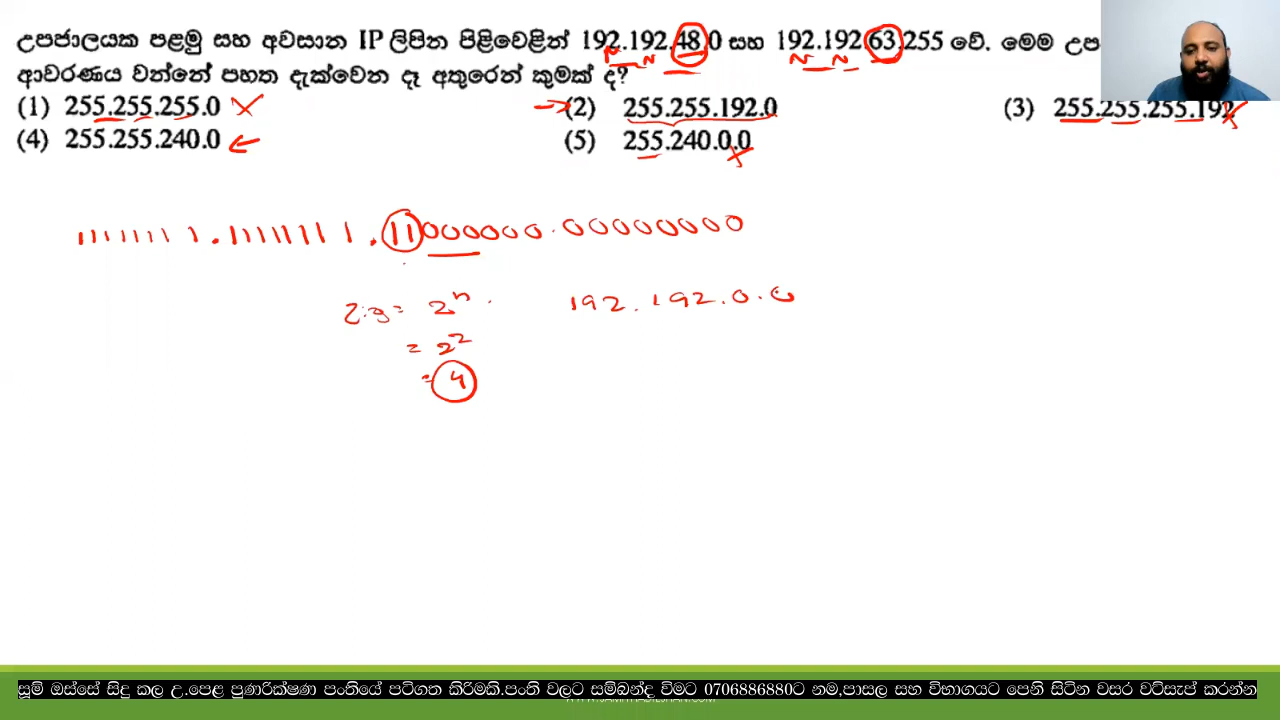 උපජාලයක පළමු සහ අවසාන IP ලිපින පිළිවෙළින් 192.192.48.0 සහ 192.192.63.255 වේ. මෙම උප
ආවරණය වන්නේ පහත දැක්වෙන දෑ අතුරෙන් කුමක් ද?
(1) 255.255.255.0 (2) 255.255.192.0 (3) 255.255.255.192
(4) 255.255.240.0 (5) 255.240.0.0
11111111.11111111.11000000.00000000
= 2ⁿ 192.192.0.0
= 2²
= 4
සූම් ඔස්සේ සිදු කල උ.පෙළ පුණරීක්ෂණ පංතියේ පටිගත කිරීමකි.පංති වලට සම්බන්ද වීමට 0706886880ට නම,පාසල සහ විභාගයට පෙනි සිටින වසර වට්සැප් කරන්න